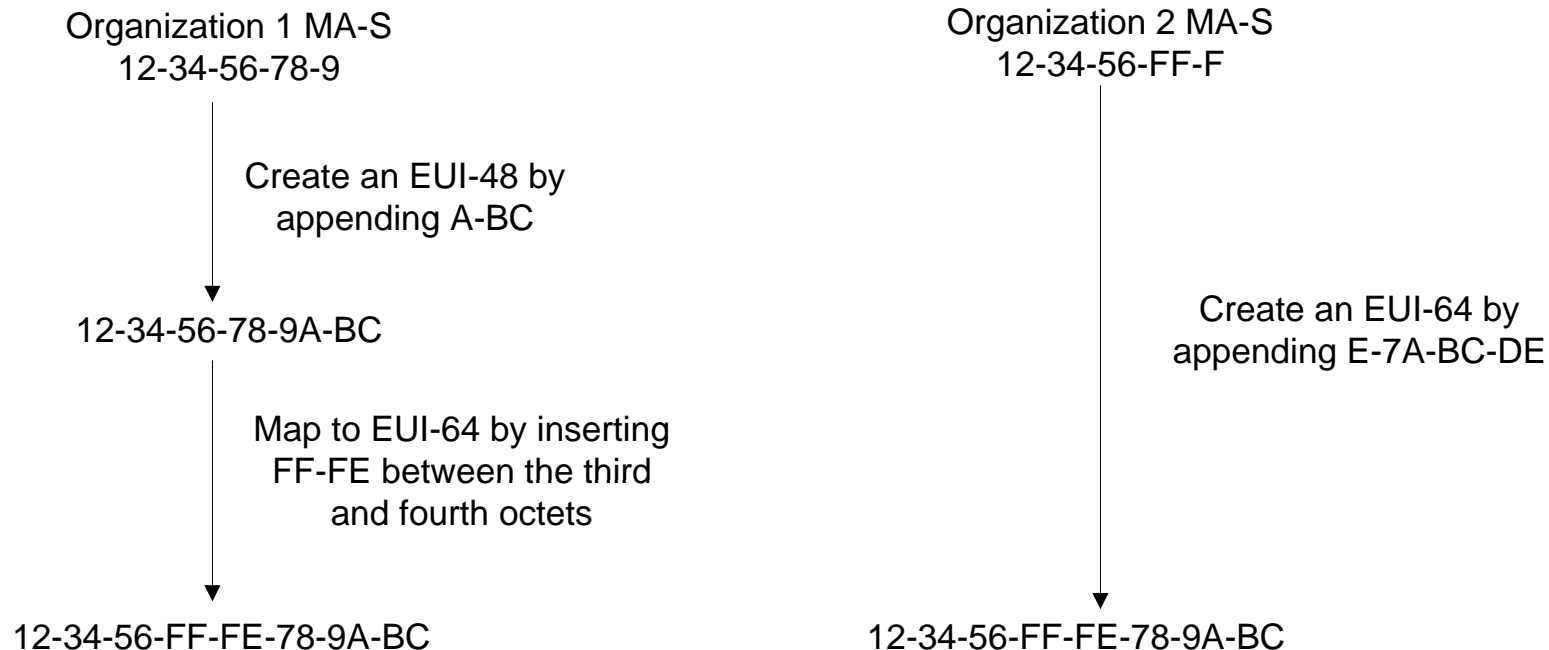 Organization 1 MA-S
12-34-56-78-9
Create an EUI-48 by
appending A-BC
12-34-56-78-9A-BC
Map to EUI-64 by inserting
FF-FE between the third
and fourth octets
12-34-56-FF-FE-78-9A-BC
Organization 2 MA-S
12-34-56-FF-F
Create an EUI-64 by
appending E-7A-BC-DE
12-34-56-FF-FE-78-9A-BC